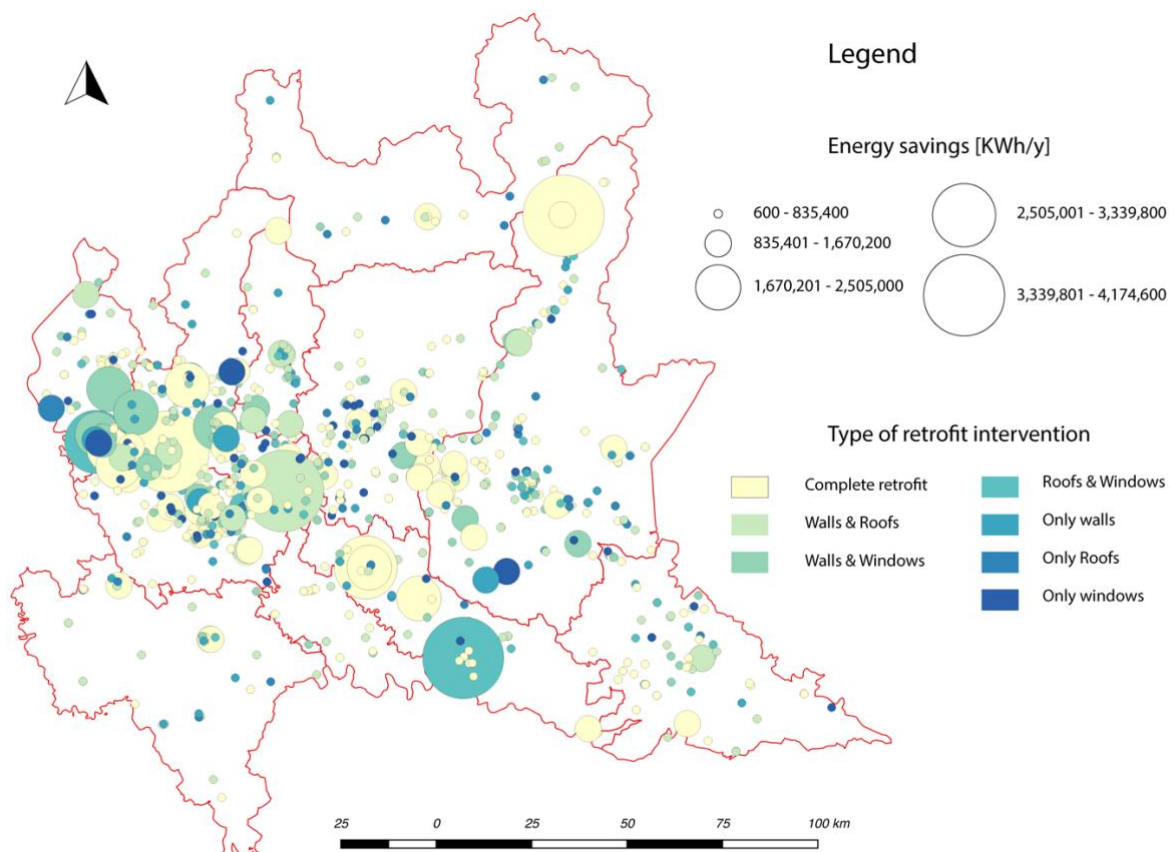 Legend
Energy savings [KWh/y]
600 - 835,400
835,401 - 1,670,200
1,670,201 - 2,505,000
2,505,001 - 3,339,800
3,339,801 - 4,174,600
Type of retrofit intervention
Complete retrofit
Walls & Roofs
Walls & Windows
Roofs & Windows
Only walls
Only Roofs
Only windows
25 0 25 50 75 100 km